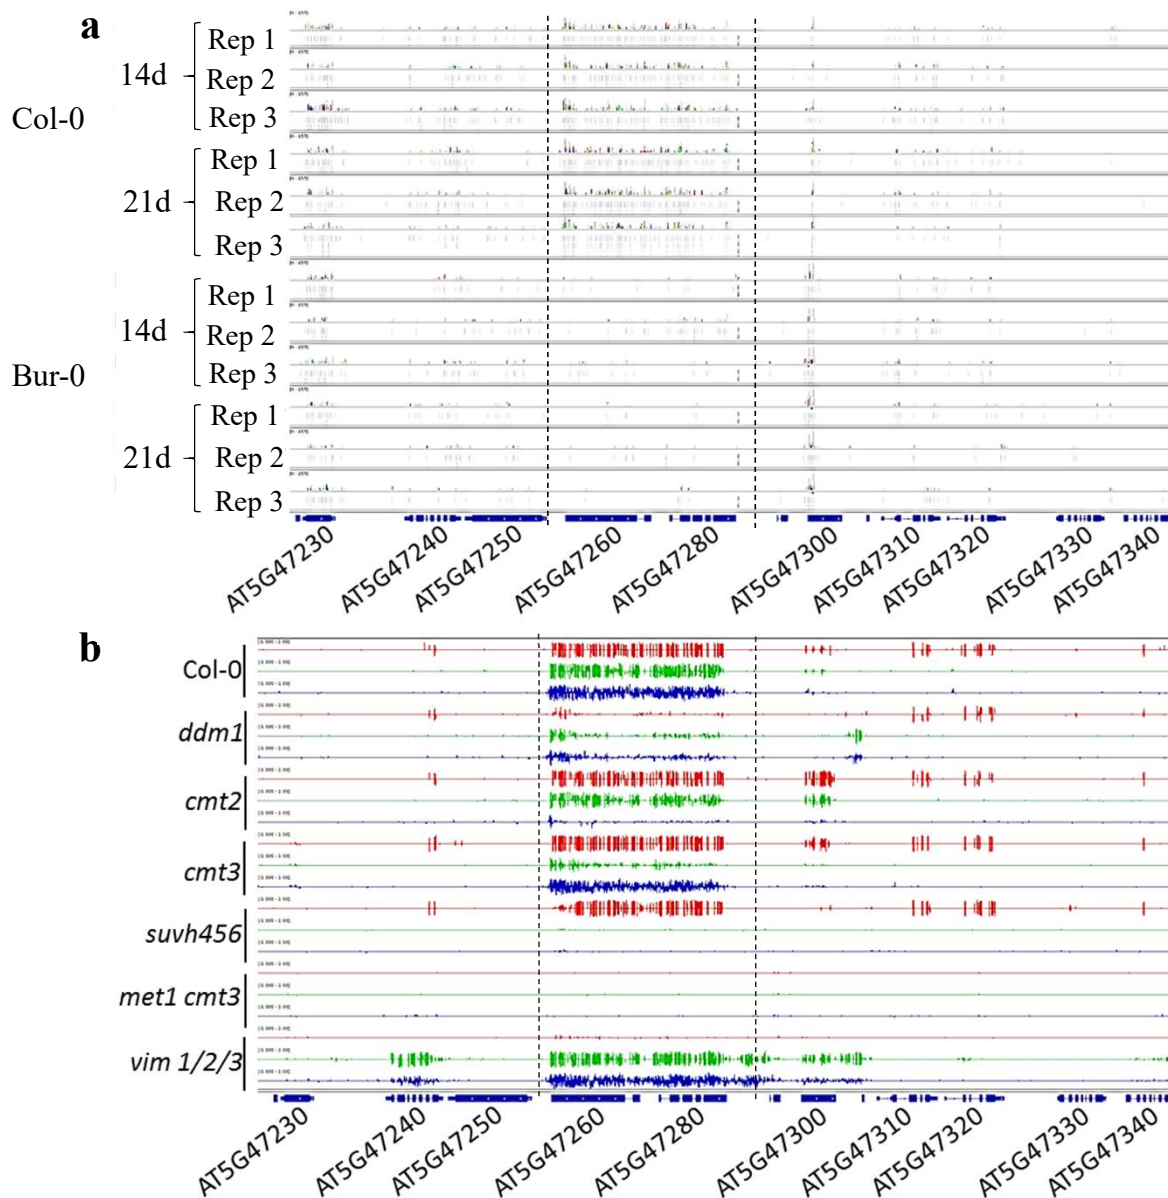 a
Col-0
14d
Rep 1
Rep 2
Rep 3
21d
Rep 1
Rep 2
Rep 3
Bur-0
14d
Rep 1
Rep 2
Rep 3
21d
Rep 1
Rep 2
Rep 3
AT5G47230
AT5G47240
AT5G47250
AT5G47260
AT5G47280
AT5G47300
AT5G47310
AT5G47320
AT5G47330
AT5G47340
b
Col-0
ddm1
cmt2
cmt3
suvh456
met1 cmt3
vim 1/2/3
AT5G47230
AT5G47240
AT5G47250
AT5G47260
AT5G47280
AT5G47300
AT5G47310
AT5G47320
AT5G47330
AT5G47340